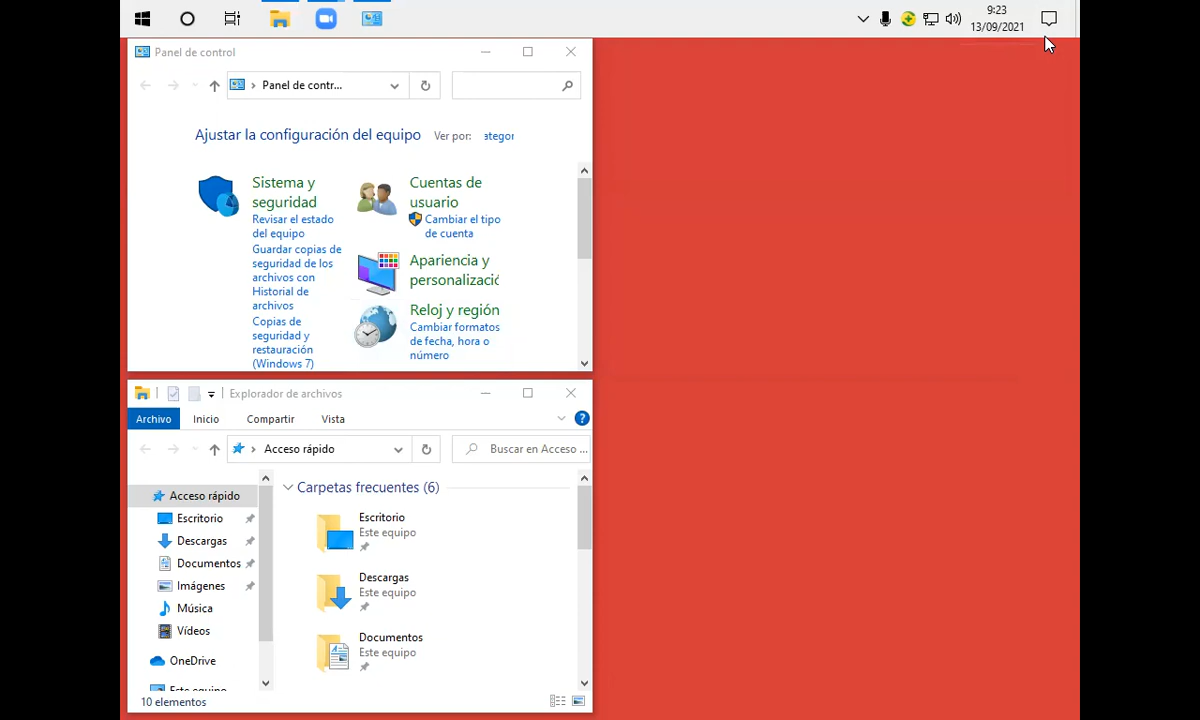 9:23
13/09/2021
Panel de control
Panel de contr...
Ajustar la configuración del equipo
Ver por:
ategor
Sistema y
seguridad
Revisar el estado
del equipo
Guardar copias de
seguridad de los
archivos con
Historial de
archivos
Copias de
seguridad y
restauración
(Windows 7)
Cuentas de
usuario
Cambiar el tipo
de cuenta
Apariencia y
personalizació
Reloj y región
Cambiar formatos
de fecha, hora o
número
Explorador de archivos
Archivo
Inicio
Compartir
Vista
Acceso rápido
Buscar en Acceso ...
Acceso rápido
Escritorio
Descargas
Documentos
Imágenes
Música
Vídeos
OneDrive
Este equipo
Carpetas frecuentes (6)
Escritorio
Este equipo
Descargas
Este equipo
Documentos
Este equipo
10 elementos